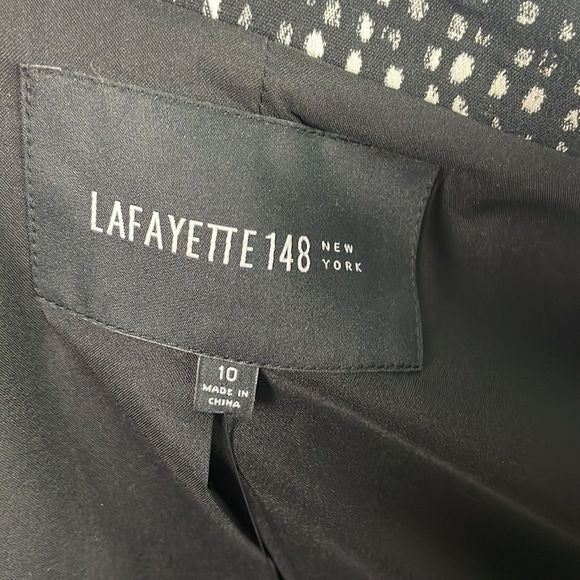 LAFAYETTE 148 NEW YORK
10
MADE IN
CHINA